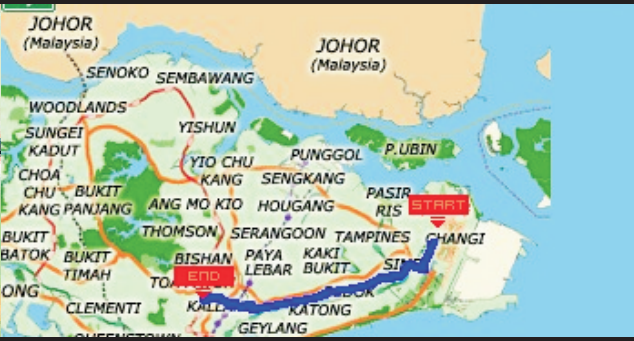 JOHOR
(Malaysia)
JOHOR
(Malaysia)
SENOKO
SEMBAWANG
WOODLANDS
SUNGEI
KADUT
YISHUN
PUNGGOL
P.UBIN
YIO CHU
KANG
SENGKANG
CHOA
CHU
KANG
BUKIT
PANJANG
ANG MO KIO
HOUGANG
PASIR
RIS
START
THOMSON
SERANGOON
TAMPINES
CHANGI
BUKIT
BATOK
BUKIT
TIMAH
BISHAN
PAYA
LEBAR
KAKI
BUKIT
END
CLEMENTI
KATONG
GEYLANG